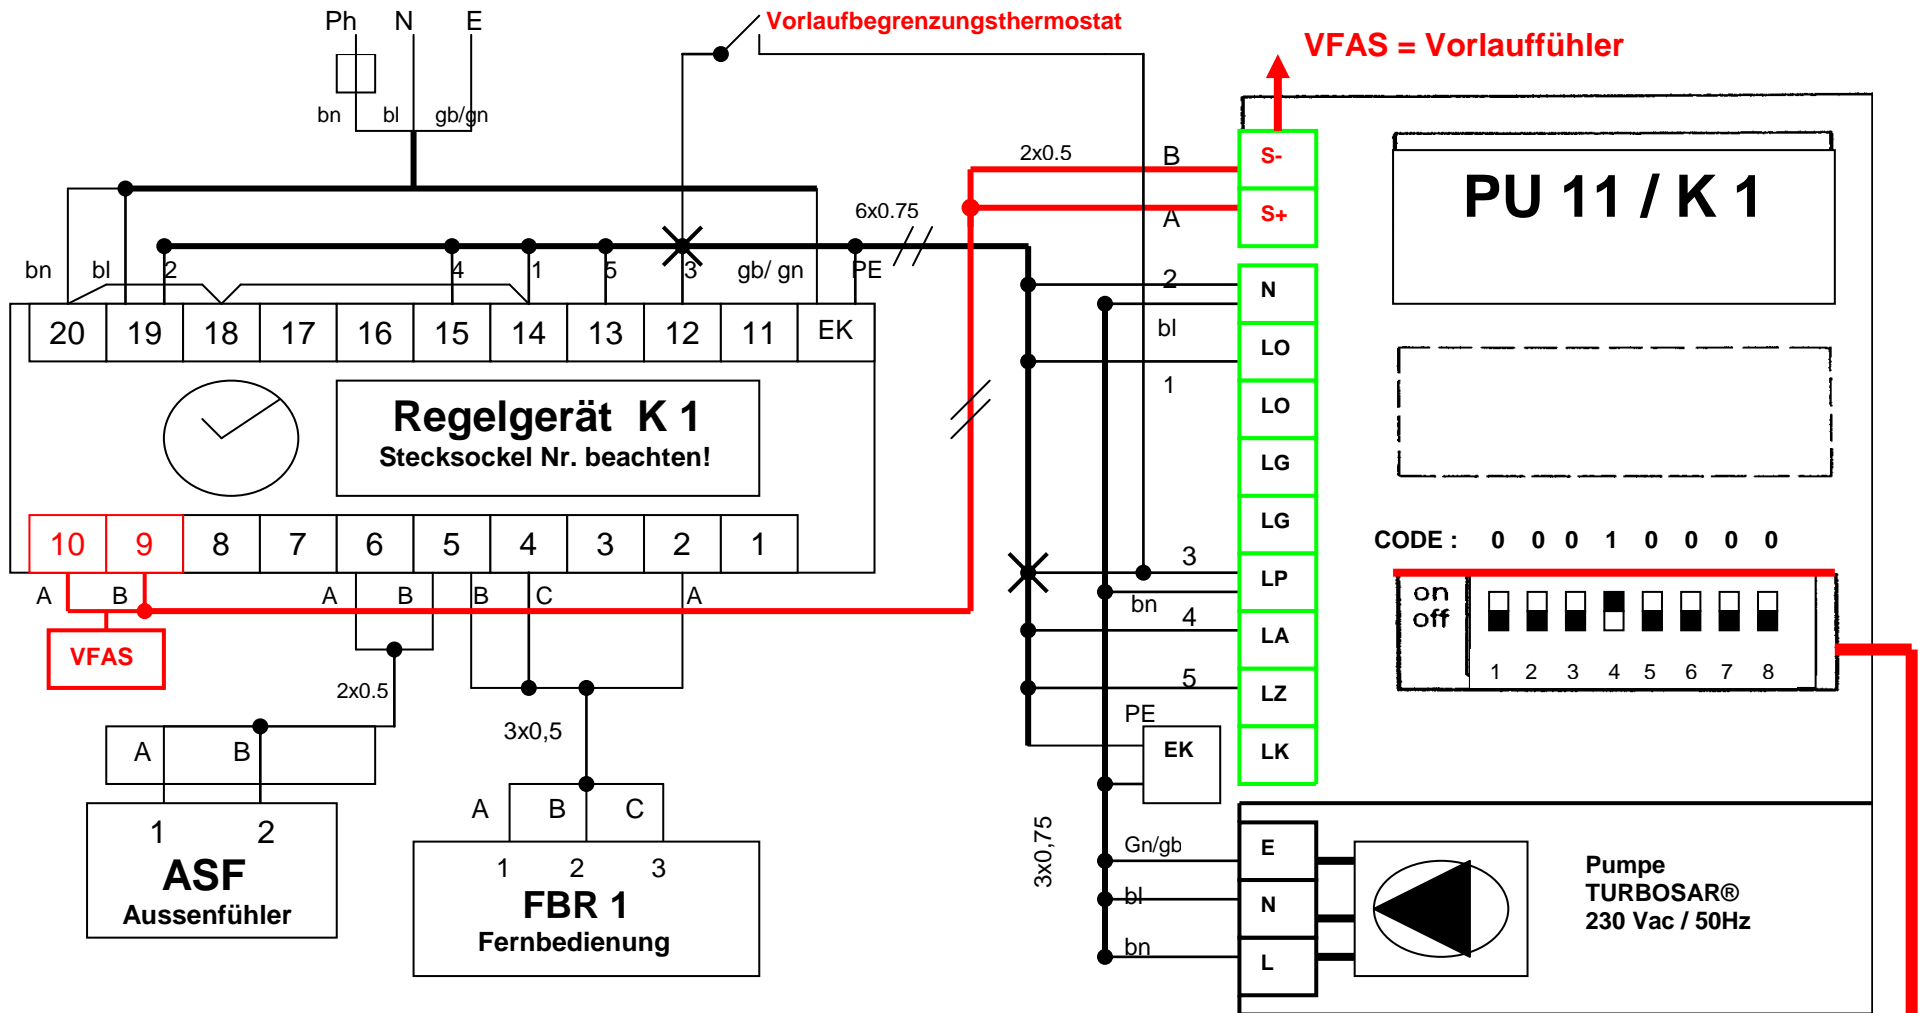 Ph N E
Vorlaufbegrenzungsthermostat
VFAS = Vorlauffühler
bn bl gb/gn
2x0.5 B
A
S-
S+
PU 11 / K 1
6x0.75
bn bl 2 4 1 5 3 gb/ gn PE
20 19 18 17 16 15 14 13 12 11 EK
2
bl
1
N
LO
LO
LG
LG
LP
LA
LZ
LK
Regelgerät K 1
Stecksockel Nr. beachten!
10 9 8 7 6 5 4 3 2 1
A B A B B C A
3
bn
4
5
PE
EK
CODE : 0 0 0 1 0 0 0 0
on
off
1 2 3 4 5 6 7 8
VFAS
2x0.5
3x0,5
A B
1 2
ASF
Aussenfühler
A B C
1 2 3
FBR 1
Fernbedienung
3x0,75
Gn/gb
bl
bn
E
N
L
Pumpe
TURBOSAR®
230 Vac / 50Hz